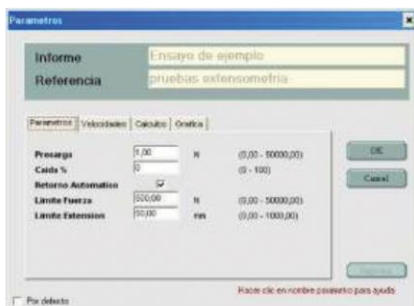 Parametros
Informe Ensayo de ejemplo
Referencia pruebas extensometria
Parametros Velocidades Calculos Grafica
Precarga 1,00 N (0,00 - 50000,00)
Caida % 0 (0 - 100)
Retorno Automatico
Limite Fuerza 500,00 N (0,00 - 50000,00)
Limite Extension 50,00 mm (0,00 - 1000,00)
OK
Cancel
Hacer clic en nombre parametro para ayuda
Por defecto